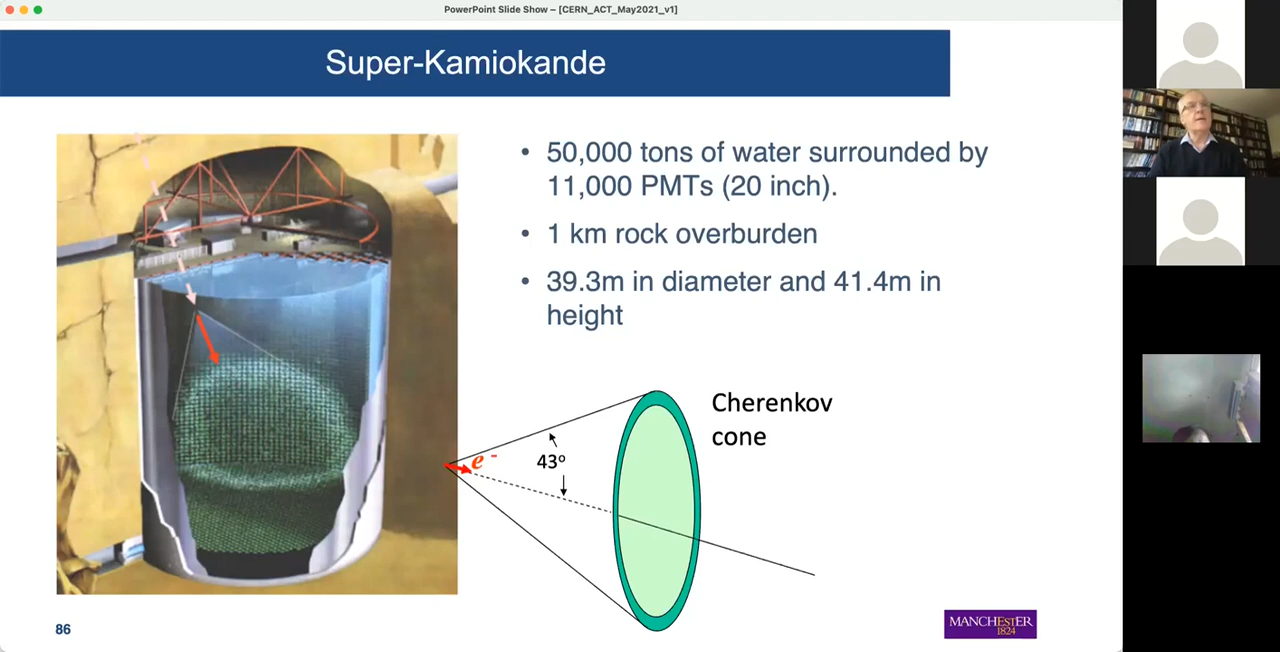 PowerPoint Slide Show – [CERN_ACT_May2021_v1]
Super-Kamiokande
• 50,000 tons of water surrounded by
11,000 PMTs (20 inch).
• 1 km rock overburden
• 39.3m in diameter and 41.4m in
height
Cherenkov
cone
e -
43º
86
MANCHESTER
1824